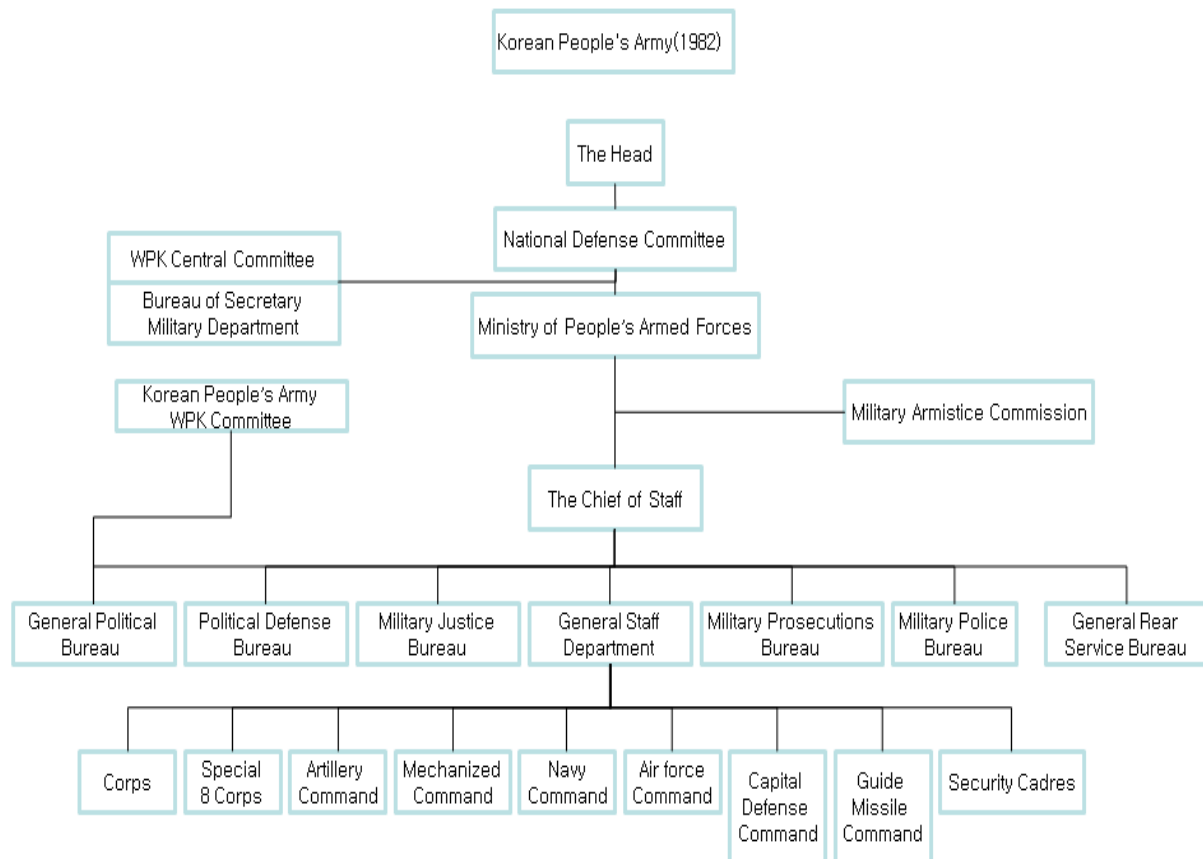 Korean People's Army(1982)
The Head
National Defense Committee
WPK Central Committee
Bureau of Secretary
Military Department
Ministry of People's Armed Forces
Korean People's Army
WPK Committee
Military Armistice Commission
The Chief of Staff
General Political
Bureau
Political Defense
Bureau
Military Justice
Bureau
General Staff
Department
Military Prosecutions
Bureau
Military Police
Bureau
General Rear
Service Bureau
Corps
Special
8 Corps
Artillery
Command
Mechanized
Command
Navy
Command
Air force
Command
Capital
Defense
Command
Guide
Missile
Command
Security Cadres